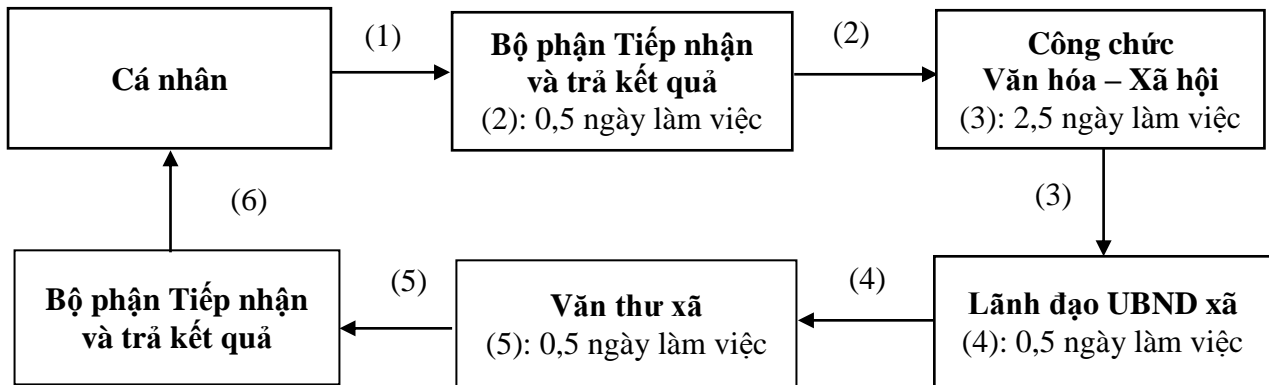 (1)
Cá nhân
Bộ phận Tiếp nhận
và trả kết quả
(2): 0,5 ngày làm việc
(2)
Công chức
Văn hóa – Xã hội
(3): 2,5 ngày làm việc
(3)
Lãnh đạo UBND xã
(4): 0,5 ngày làm việc
(4)
Văn thư xã
(5): 0,5 ngày làm việc
(5)
Bộ phận Tiếp nhận
và trả kết quả
(6)